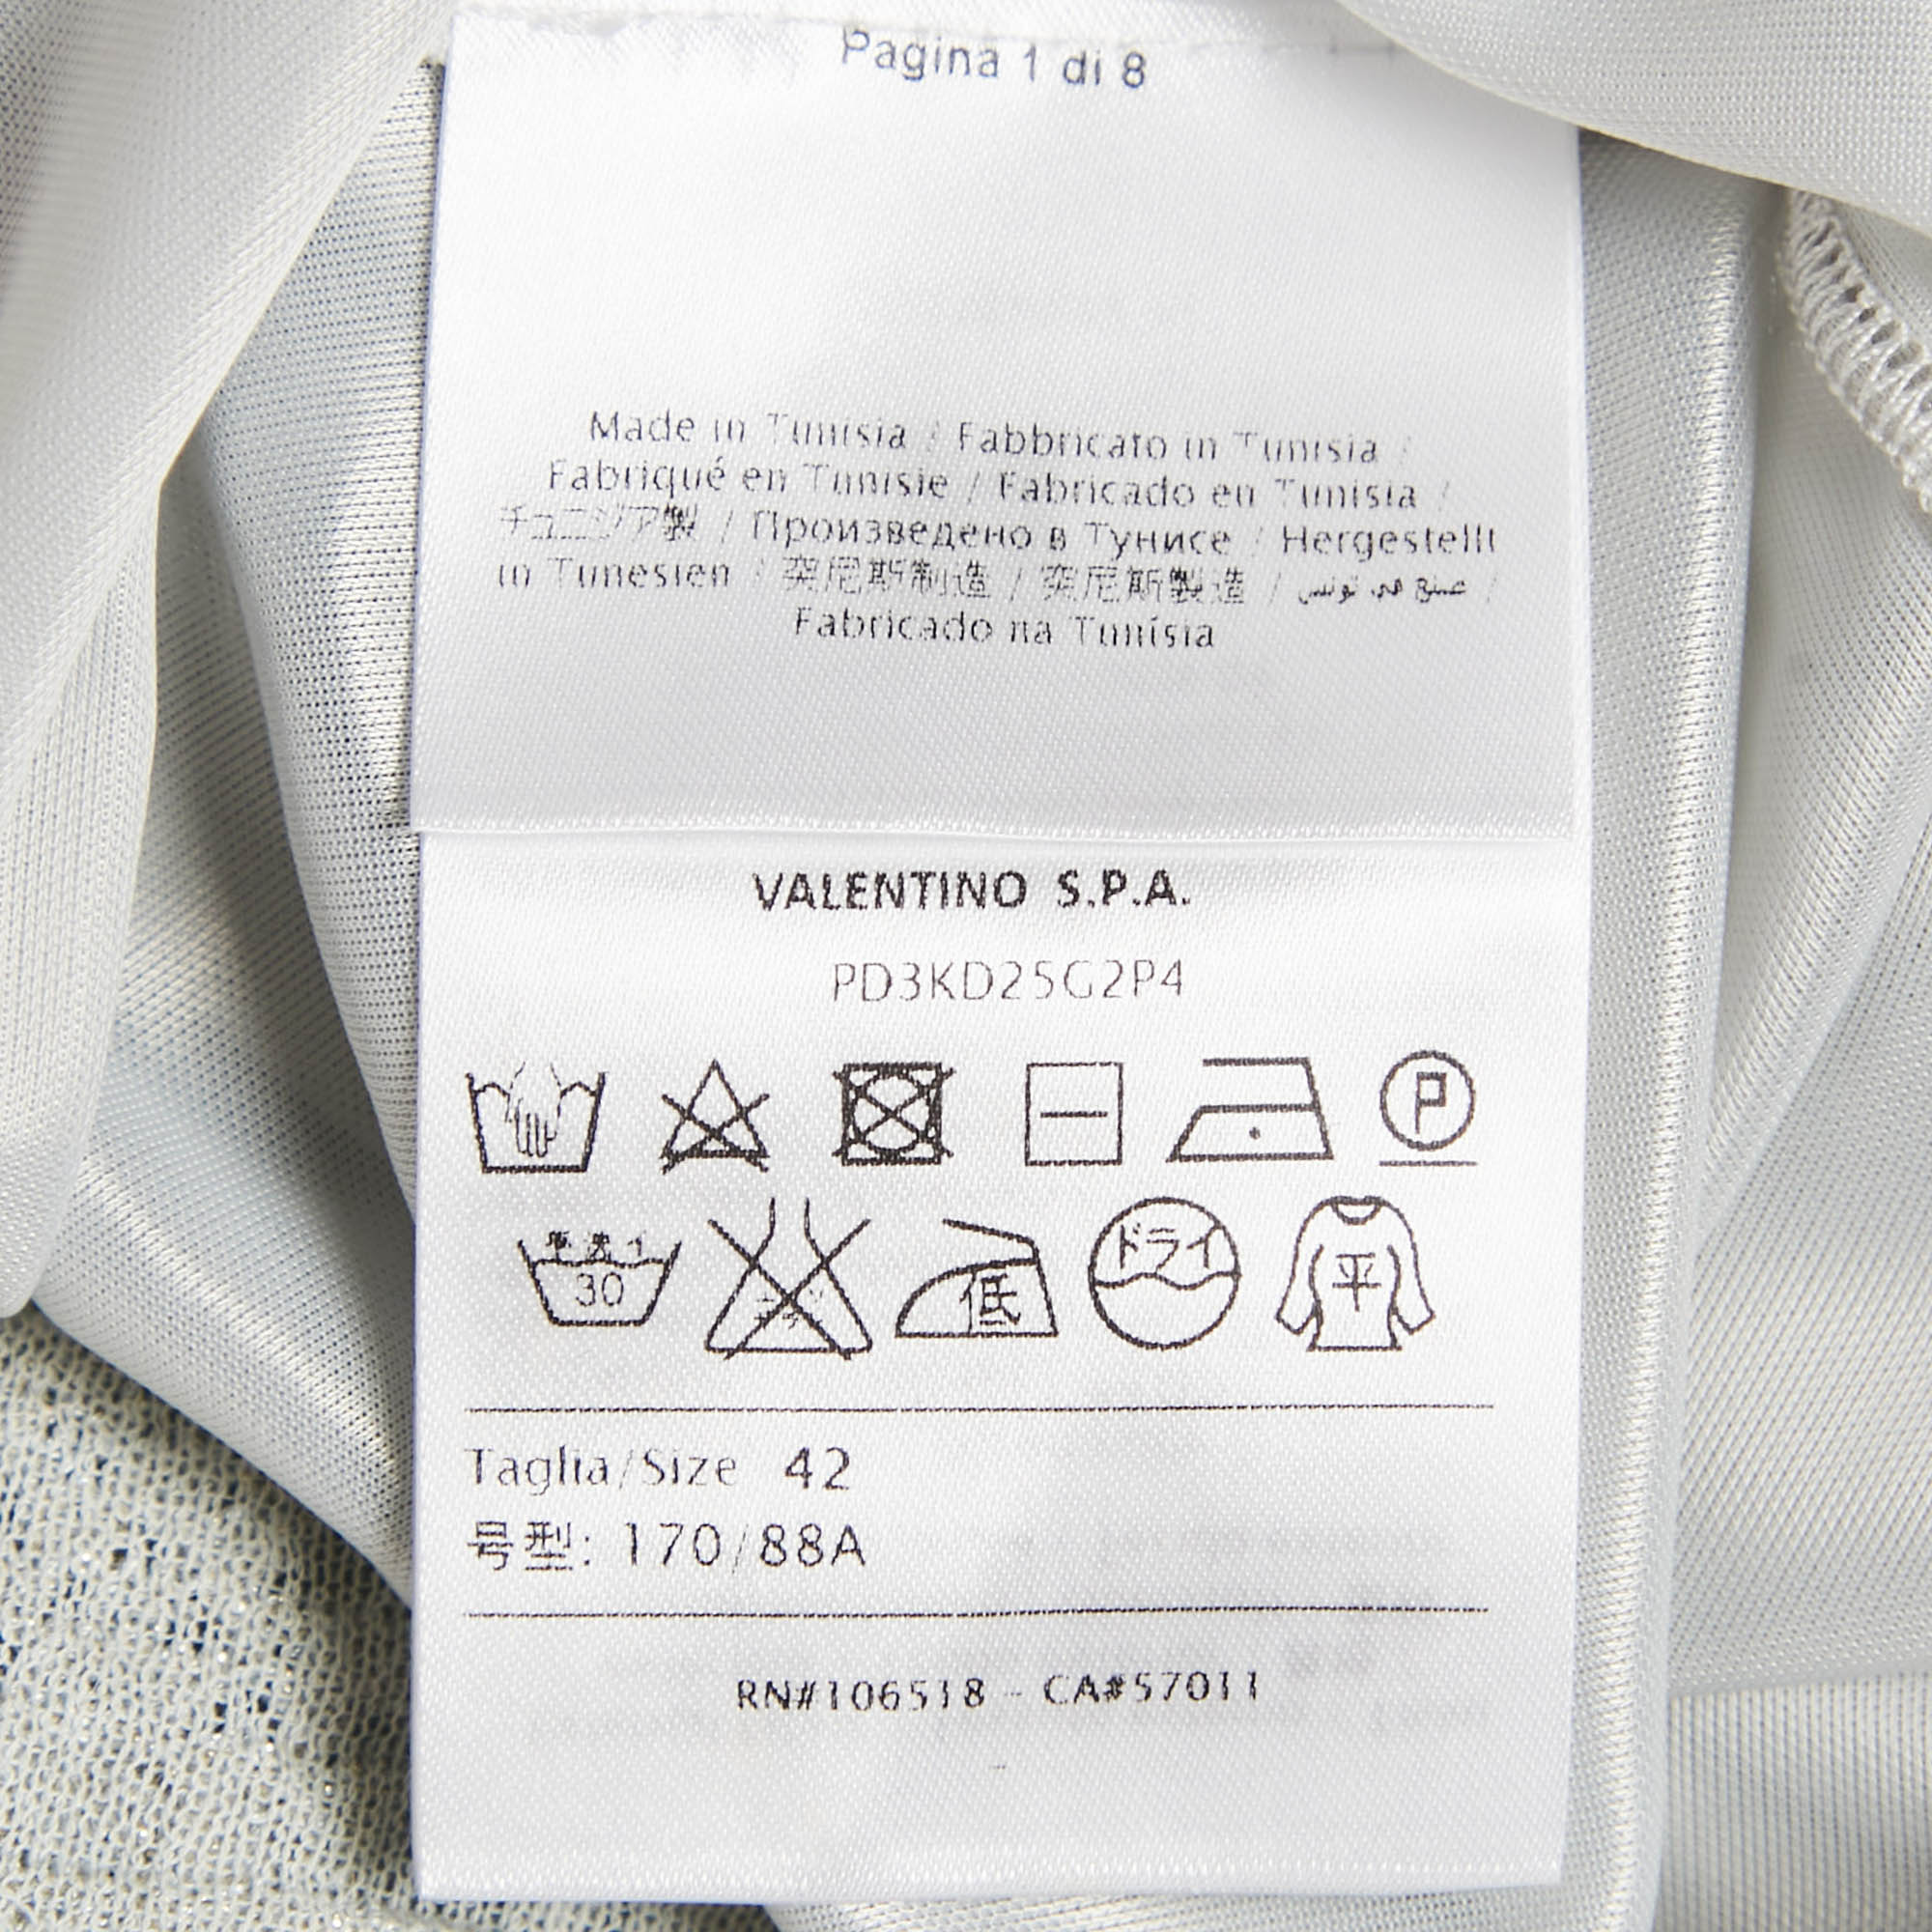 Pagina 1 di 8
Made in Tunisia / Fabbricato in Tunisia /
Fabriqué en Tunisie / Fabricado en Tunisia /
チュニジア製 / Произведено в Тунисе / Hergestellt
in Tunesien / 突尼斯制造 / 突尼斯製造 / صنع في تونس /
Fabricado na Tunísia
VALENTINO S.P.A.
PD3KD25G2P4
P
30 低 ドライ 平
Taglia/Size 42
号型: 170/88A
RN#106518 - CA#57011